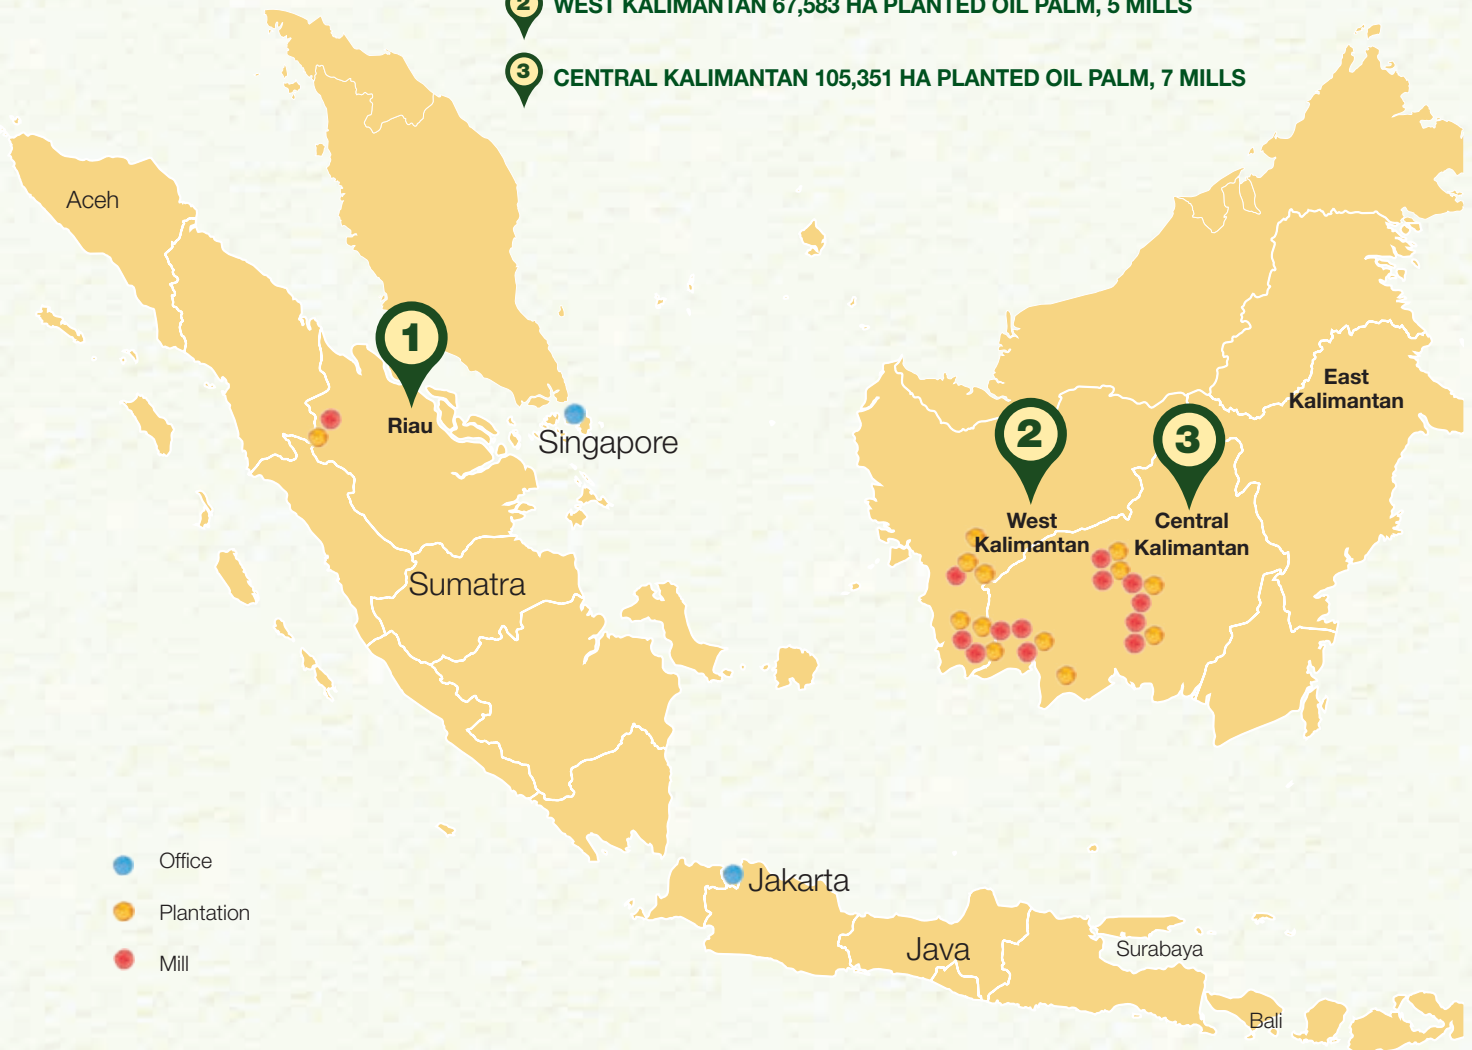 2 WEST KALIMANTAN 67,583 HA PLANTED OIL PALM, 5 MILLS
3 CENTRAL KALIMANTAN 105,351 HA PLANTED OIL PALM, 7 MILLS
Aceh
1
Riau
Singapore
East
Kalimantan
2
3
West
Kalimantan
Central
Kalimantan
Sumatra
Office
Plantation
Mill
Jakarta
Java
Surabaya
Bali